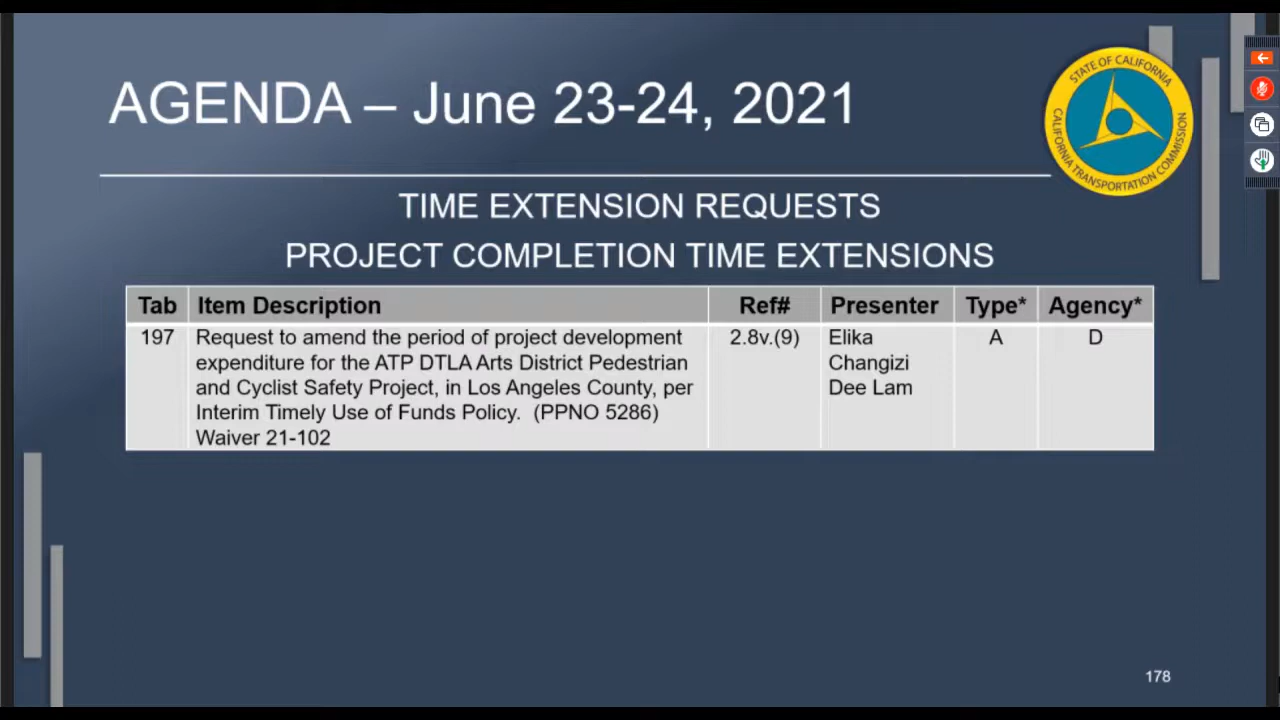 AGENDA – June 23-24, 2021
STATE OF CALIFORNIA
CALIFORNIA TRANSPORTATION COMMISSION
TIME EXTENSION REQUESTS
PROJECT COMPLETION TIME EXTENSIONS
Tab Item Description Ref# Presenter Type* Agency*
197 Request to amend the period of project development 2.8v.(9) Elika A D
expenditure for the ATP DTLA Arts District Pedestrian Changizi
and Cyclist Safety Project, in Los Angeles County, per Dee Lam
Interim Timely Use of Funds Policy. (PPNO 5286)
Waiver 21-102
178